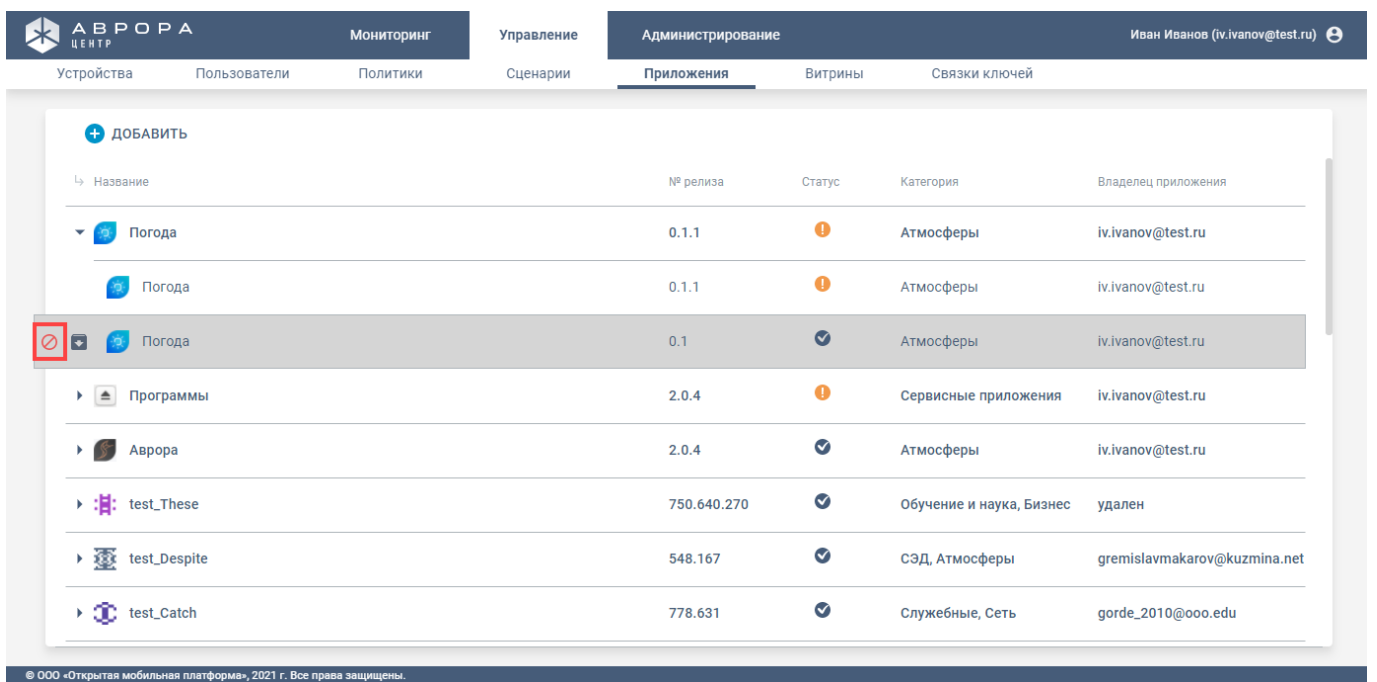 АВРОРА
ЦЕНТР
Мониторинг Управление Администрирование Иван Иванов (iv.ivanov@test.ru)
Устройства Пользователи Политики Сценарии Приложения Витрины Связки ключей
ДОБАВИТЬ
Название № релиза Статус Категория Владелец приложения
Погода 0.1.1 Атмосферы iv.ivanov@test.ru
Погода 0.1.1 Атмосферы iv.ivanov@test.ru
Погода 0.1 Атмосферы iv.ivanov@test.ru
Программы 2.0.4 Сервисные приложения iv.ivanov@test.ru
Аврора 2.0.4 Атмосферы iv.ivanov@test.ru
test_These 750.640.270 Обучение и наука, Бизнес удален
test_Despite 548.167 СЭД, Атмосферы gremislavmakarov@kuzmina.net
test_Catch 778.631 Служебные, Сеть gorde_2010@ooo.edu
© ООО «Открытая мобильная платформа», 2021 г. Все права защищены.